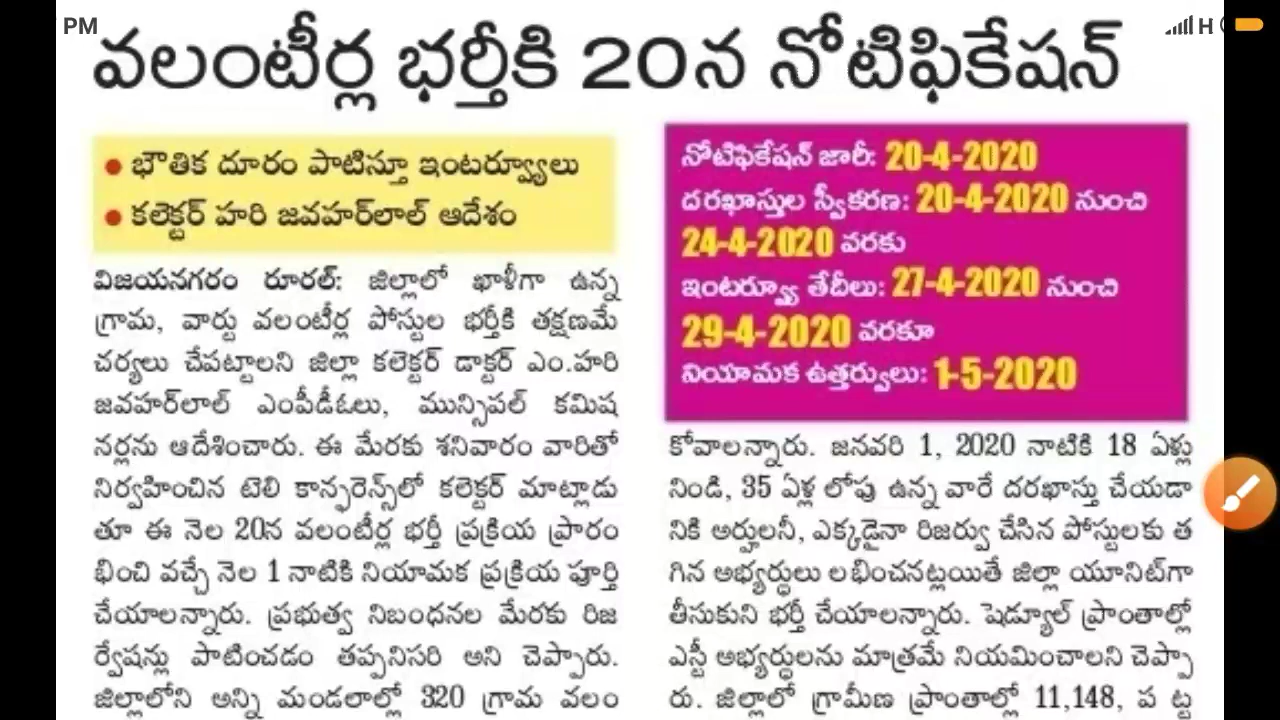 PM
H
వలంటీర్ల భర్తీకి 20న నోటిఫికేషన్
• భౌతిక దూరం పాటిస్తూ ఇంటర్వ్యూలు
• కలెక్టర్ హరి జవహర్‌లాల్ ఆదేశం
విజయనగరం రూరల్: జిల్లాలో ఖాళీగా ఉన్న
గ్రామ, వార్డు వలంటీర్ల పోస్టుల భర్తీకి తక్షణమే
చర్యలు చేపట్టాలని జిల్లా కలెక్టర్ డాక్టర్ ఎం.హరి
జవహర్‌లాల్ ఎంపీడీఓలు, మున్సిపల్ కమిష
నర్లను ఆదేశించారు. ఈ మేరకు శనివారం వారితో
నిర్వహించిన టెలి కాన్ఫరెన్స్‌లో కలెక్టర్ మాట్లాడు
తూ ఈ నెల 20న వలంటీర్ల భర్తీ ప్రక్రియ ప్రారం
భించి వచ్చే నెల 1 నాటికి నియామక ప్రక్రియ పూర్తి
చేయాలన్నారు. ప్రభుత్వ నిబంధనల మేరకు రిజ
ర్వేషన్లు పాటించడం తప్పనిసరి అని చెప్పారు.
జిల్లాలోని అన్ని మండలాల్లో 320 గ్రామ వలం
నోటిఫికేషన్ జారీ: 20-4-2020
దరఖాస్తుల స్వీకరణ: 20-4-2020 నుంచి
24-4-2020 వరకు
ఇంటర్వ్యూ తేదీలు: 27-4-2020 నుంచి
29-4-2020 వరకూ
నియామక ఉత్తర్వులు: 1-5-2020
కోవాలన్నారు. జనవరి 1, 2020 నాటికి 18 ఏళ్లు
నిండి, 35 ఏళ్ల లోపు ఉన్న వారే దరఖాస్తు చేయడా
నికి అర్హులనీ, ఎక్కడైనా రిజర్వు చేసిన పోస్టులకు త
గిన అభ్యర్థులు లభించనట్లయితే జిల్లా యూనిట్‌గా
తీసుకుని భర్తీ చేయాలన్నారు. షెడ్యూల్ ప్రాంతాల్లో
ఎస్టీ అభ్యర్థులను మాత్రమే నియమించాలని చెప్పా
రు. జిల్లాలో గ్రామీణ ప్రాంతాల్లో 11,148, ప ట్ట